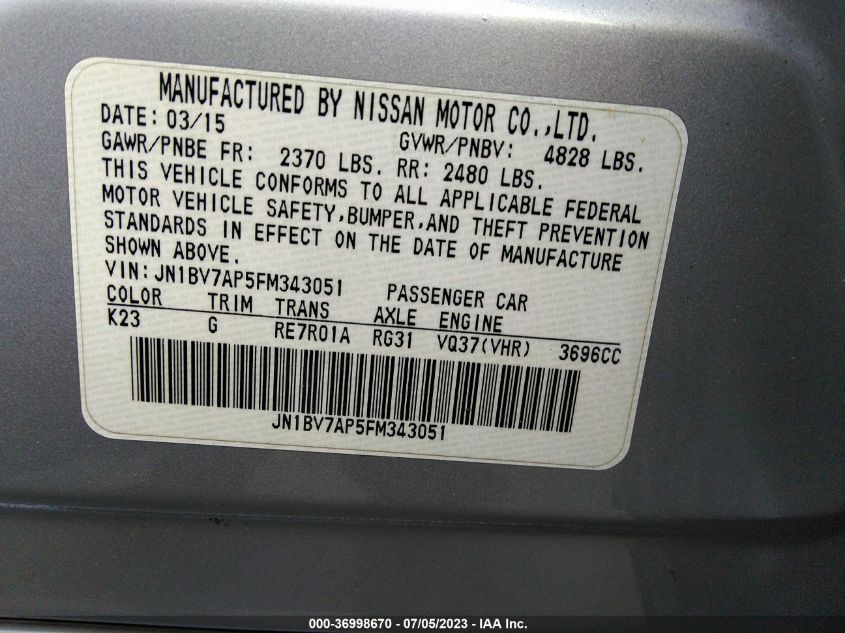 MANUFACTURED BY NISSAN MOTOR CO.,LTD.
DATE: 03/15 GVWR/PNBV: 4828 LBS.
GAWR/PNBE FR: 2370 LBS. RR: 2480 LBS.
THIS VEHICLE CONFORMS TO ALL APPLICABLE FEDERAL
MOTOR VEHICLE SAFETY,BUMPER,AND THEFT PREVENTION
STANDARDS IN EFFECT ON THE DATE OF MANUFACTURE
SHOWN ABOVE.
VIN:JN1BV7AP5FM343051 PASSENGER CAR
COLOR TRIM TRANS AXLE ENGINE
K23 G RE7R01A RG31 VQ37(VHR) 3696CC
JN1BV7AP5FM343051
000-36998670 - 07/05/2023 - IAA Inc.